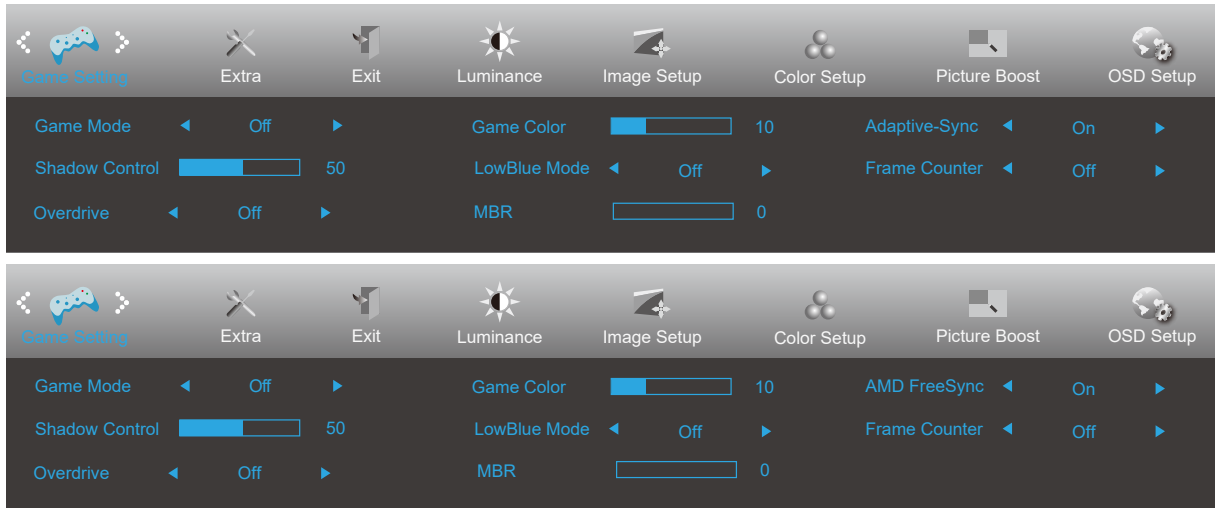 Game Setting Extra Exit Luminance Image Setup Color Setup Picture Boost OSD Setup
Game Mode Off Game Color 10 Adaptive-Sync On
Shadow Control 50 LowBlue Mode Off Frame Counter Off
Overdrive Off MBR 0
Game Setting Extra Exit Luminance Image Setup Color Setup Picture Boost OSD Setup
Game Mode Off Game Color 10 AMD FreeSync On
Shadow Control 50 LowBlue Mode Off Frame Counter Off
Overdrive Off MBR 0